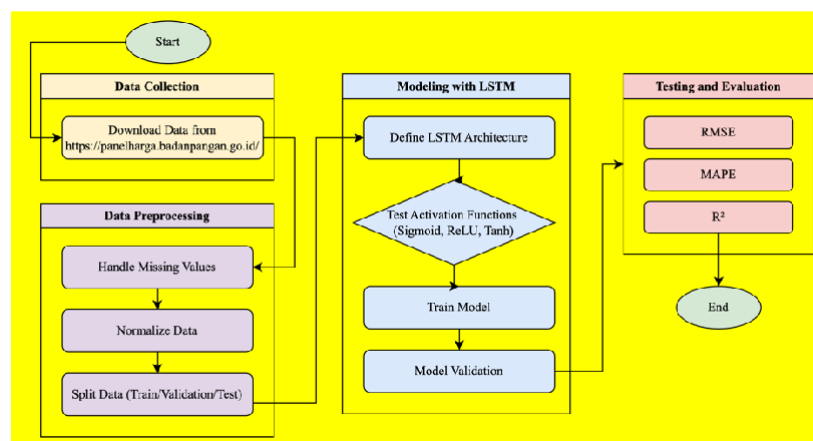 Start
Data Collection
Download Data from
https://panelharga.badanpangan.go.id/
Data Preprocessing
Handle Missing Values
Normalize Data
Split Data (Train/Validation/Test)
Modeling with LSTM
Define LSTM Architecture
Test Activation Functions
(Sigmoid, ReLU, Tanh)
Train Model
Model Validation
Testing and Evaluation
RMSE
MAPE
R²
End